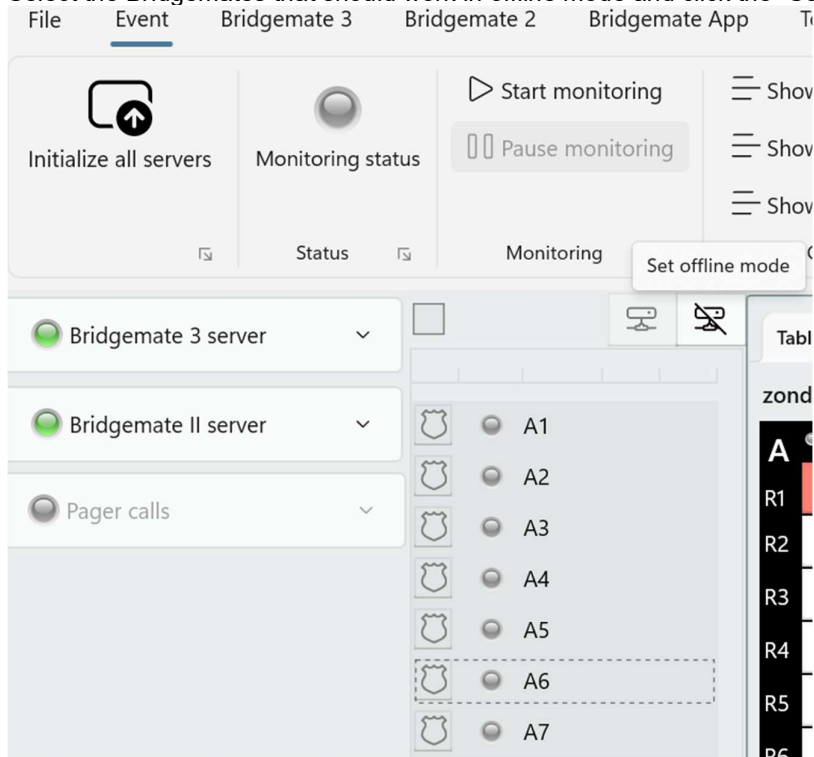 File Event Bridgemate 3 Bridgemate 2 Bridgemate App
Initialize all servers
Monitoring status
Status
Start monitoring
Pause monitoring
Monitoring
Set offline mode
Bridgemate 3 server
Bridgemate II server
Pager calls
A1
A2
A3
A4
A5
A6
A7
zond
A
R1
R2
R3
R4
R5